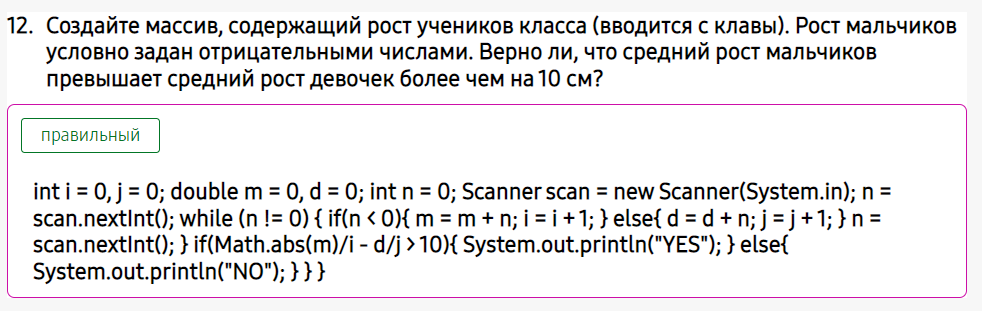 12. Создайте массив, содержащий рост учеников класса (вводится с клавы). Рост мальчиков
условно задан отрицательными числами. Верно ли, что средний рост мальчиков
превышает средний рост девочек более чем на 10 см?
правильный
int i = 0, j = 0; double m = 0, d = 0; int n = 0; Scanner scan = new Scanner(System.in); n =
scan.nextInt(); while (n != 0) { if(n < 0){ m = m + n; i = i + 1; } else{ d = d + n; j = j + 1; } n =
scan.nextInt(); } if(Math.abs(m)/i - d/j > 10){ System.out.println("YES"); } else{
System.out.println("NO"); } } }